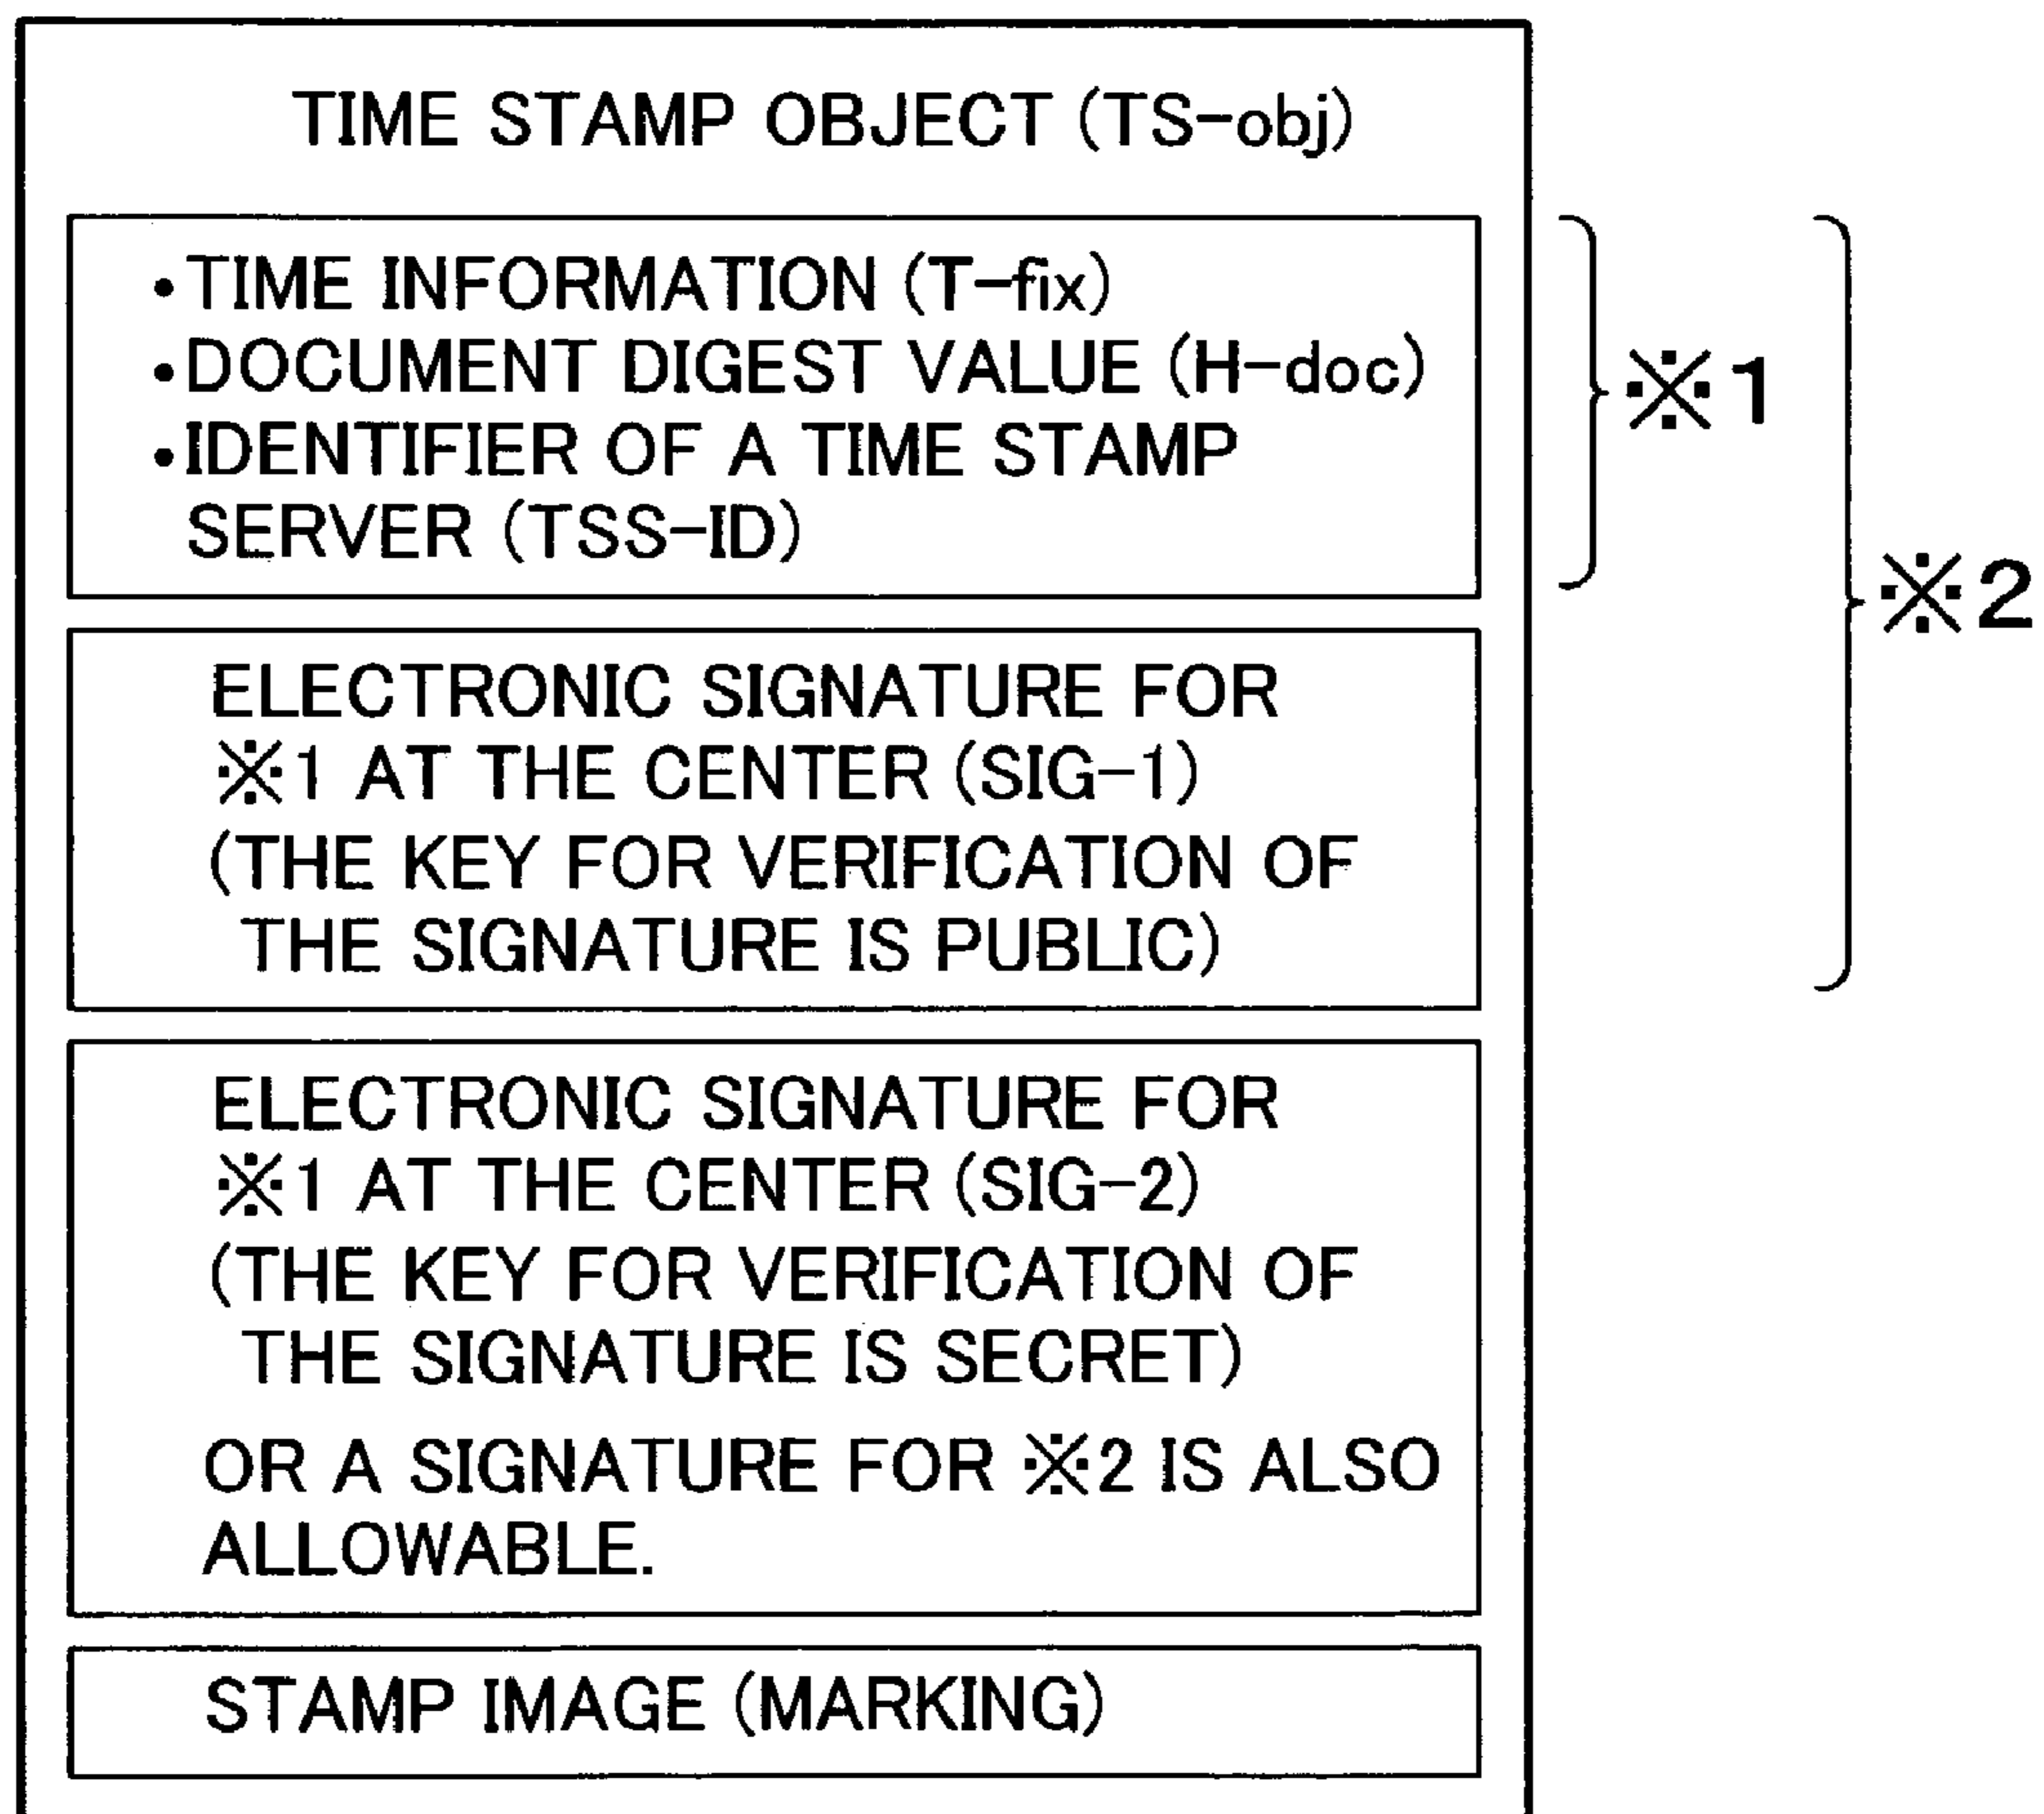 TIME STAMP OBJECT (TS-obj)
•TIME INFORMATION (T-fix)
•DOCUMENT DIGEST VALUE (H-doc)
•IDENTIFIER OF A TIME STAMP
SERVER (TSS-ID)
※1
※2
ELECTRONIC SIGNATURE FOR
※1 AT THE CENTER (SIG-1)
(THE KEY FOR VERIFICATION OF
THE SIGNATURE IS PUBLIC)
ELECTRONIC SIGNATURE FOR
※1 AT THE CENTER (SIG-2)
(THE KEY FOR VERIFICATION OF
THE SIGNATURE IS SECRET)
OR A SIGNATURE FOR ※2 IS ALSO
ALLOWABLE.
STAMP IMAGE (MARKING)